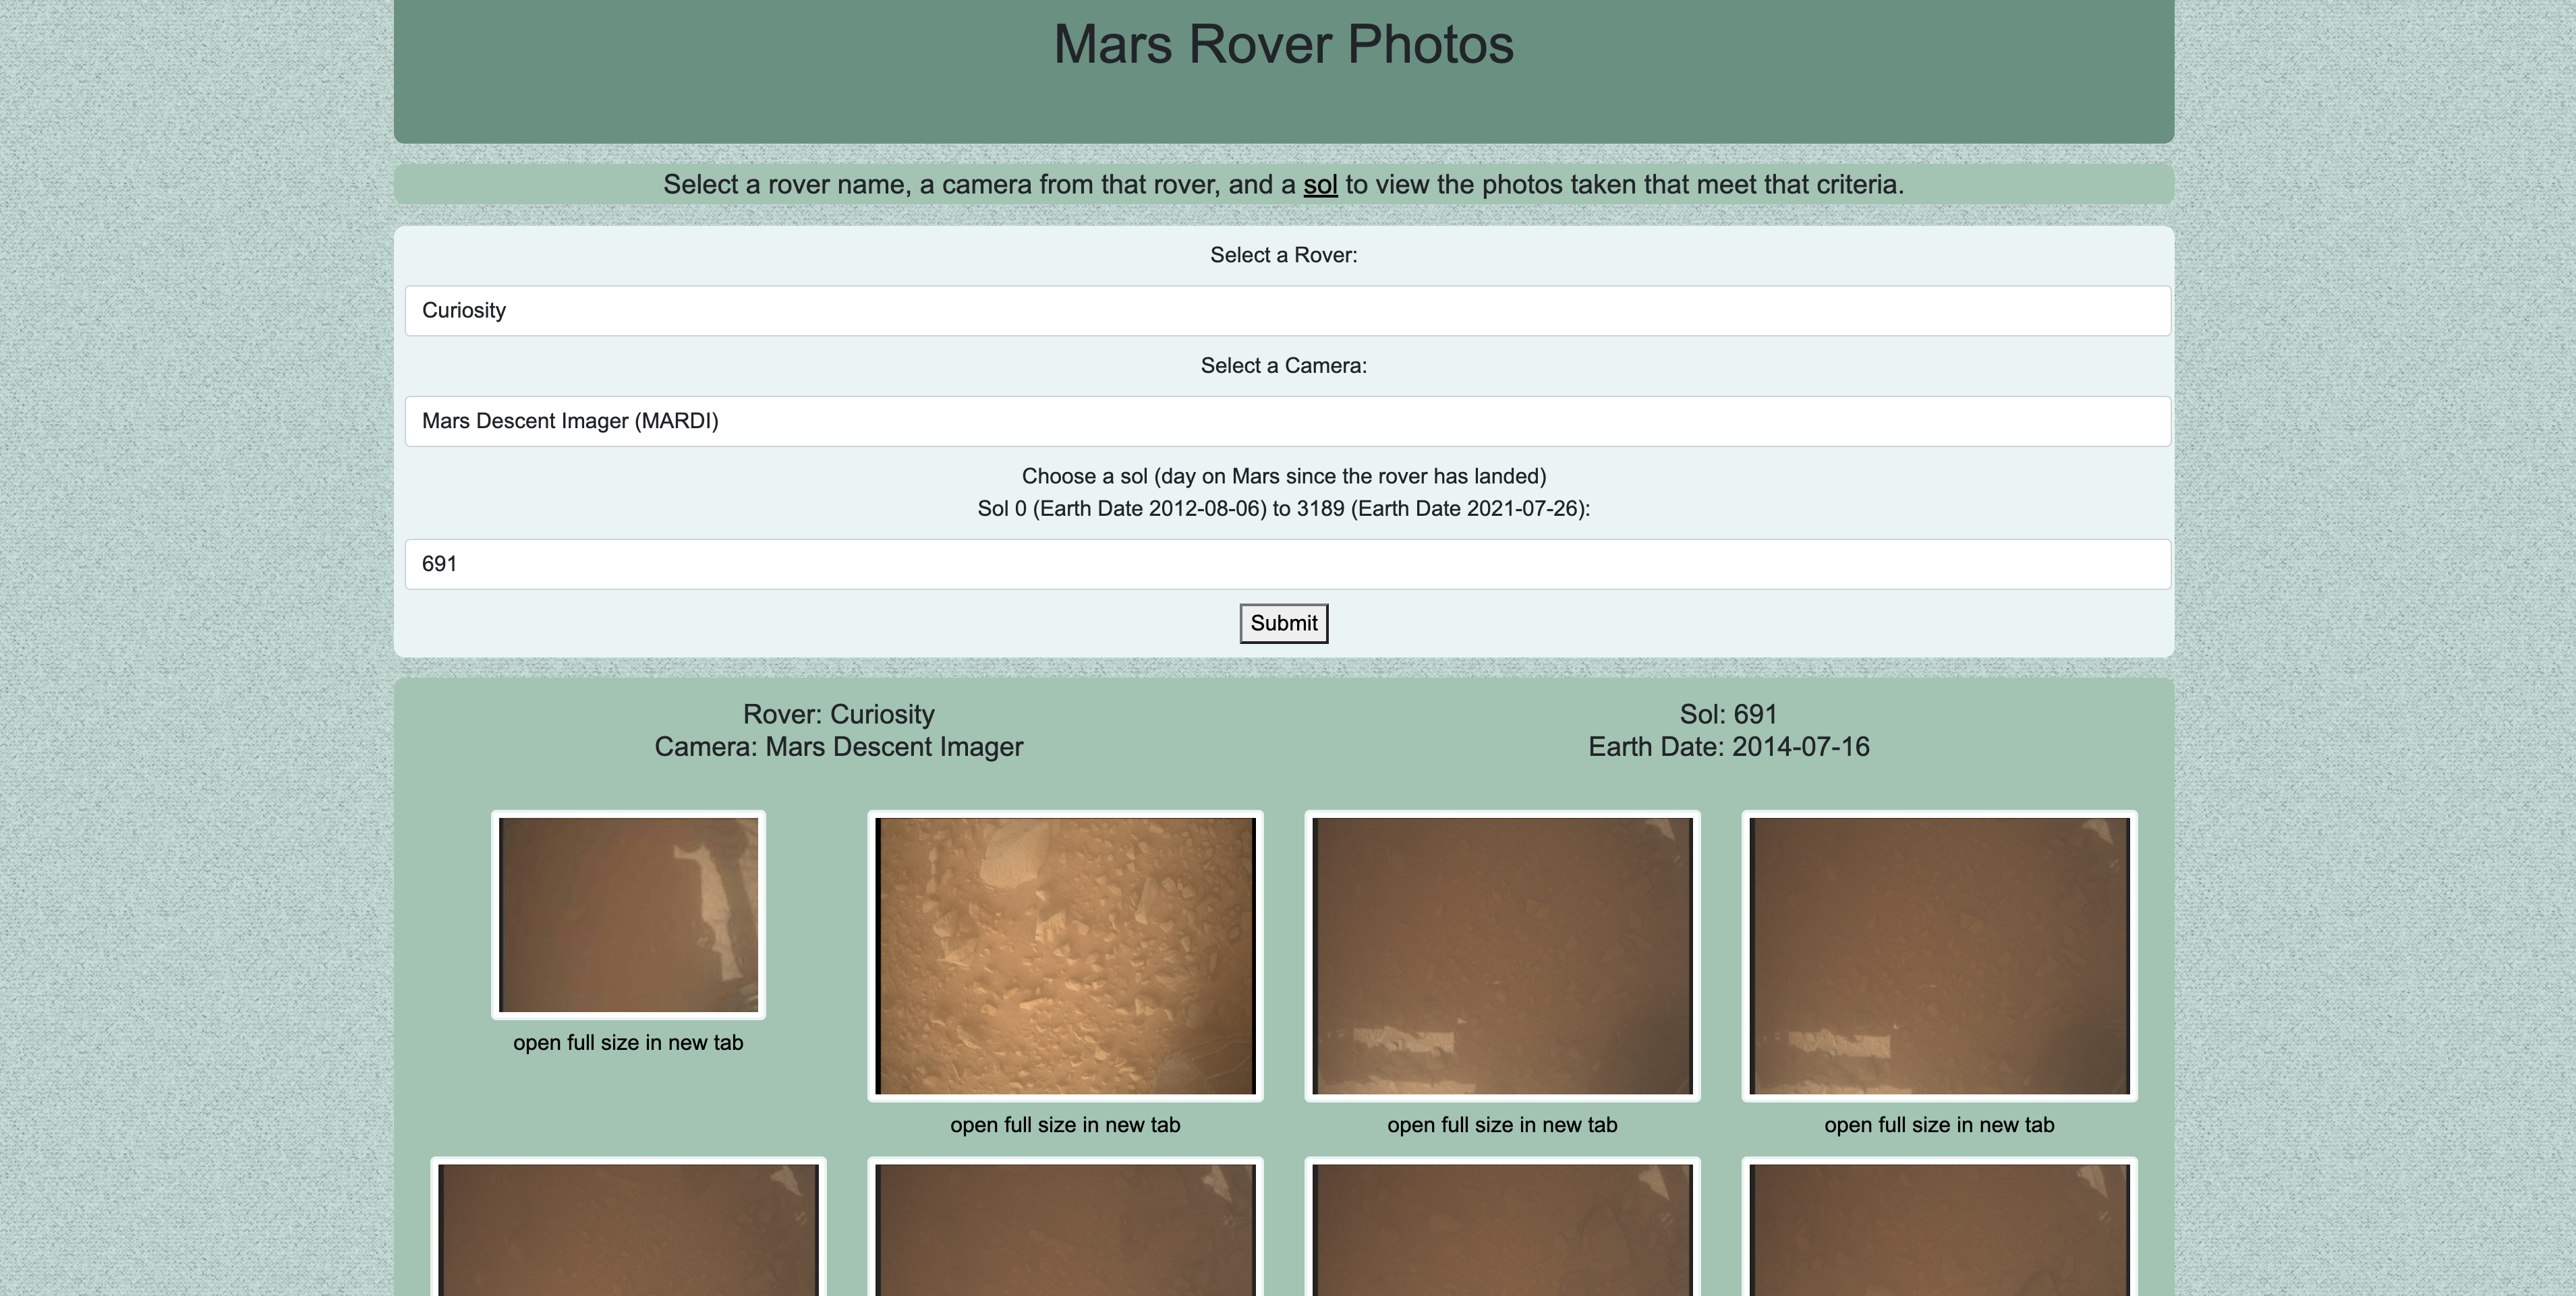 Mars Rover Photos
Select a rover name, a camera from that rover, and a sol to view the photos taken that meet that criteria.
Select a Rover:
Curiosity
Select a Camera:
Mars Descent Imager (MARDI)
Choose a sol (day on Mars since the rover has landed)
Sol 0 (Earth Date 2012-08-06) to 3189 (Earth Date 2021-07-26):
691
Submit
Rover: Curiosity
Camera: Mars Descent Imager
Sol: 691
Earth Date: 2014-07-16
open full size in new tab
open full size in new tab
open full size in new tab
open full size in new tab